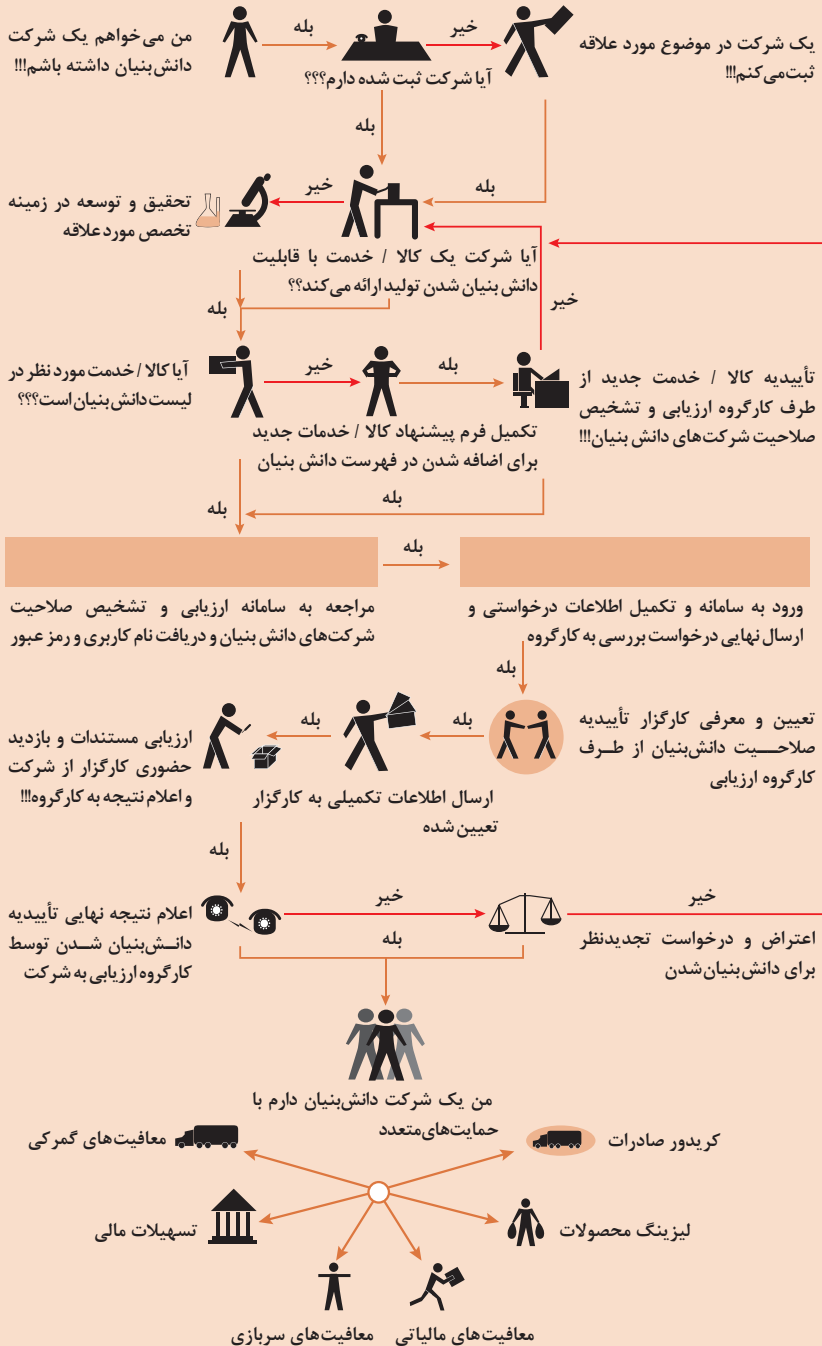 من می‌خواهم یک شرکت
دانش‌بنیان داشته باشم!!!
بله
آیا شرکت ثبت شده دارم؟؟؟
خیر
یک شرکت در موضوع مورد علاقه
ثبت‌می‌کنم!!!
بله
بله
خیر
تحقیق و توسعه در زمینه
تخصص مورد علاقه
آیا شرکت یک کالا / خدمت با قابلیت
دانش بنیان شدن تولید ارائه می‌کند؟؟
بله
خیر
آیا کالا / خدمت مورد نظر در
لیست دانش بنیان است؟؟؟
خیر
تکمیل فرم پیشنهاد کالا / خدمات جدید
برای اضافه شدن در فهرست دانش بنیان
بله
تأییدیه کالا / خدمت جدید از
طرف کارگروه ارزیابی و تشخیص
صلاحیت شرکت‌های دانش بنیان!!!
بله
بله
بله
مراجعه به سامانه ارزیابی و تشخیص صلاحیت
شرکت‌های دانش بنیان و دریافت نام کاربری و رمز عبور
ورود به سامانه و تکمیل اطلاعات درخواستی و
ارسال نهایی درخواست بررسی به کارگروه
بله
تعیین و معرفی کارگزار تأییدیه
صلاحیت دانش‌بنیان از طرف
کارگروه ارزیابی
بله
ارسال اطلاعات تکمیلی به کارگزار
تعیین شده
بله
ارزیابی مستندات و بازدید
حضوری کارگزار از شرکت
و اعلام نتیجه به کارگروه!!!
بله
اعلام نتیجه نهایی تأییدیه
دانش‌بنیان شدن توسط
کارگروه ارزیابی به شرکت
خیر
بله
خیر
اعتراض و درخواست تجدیدنظر
برای دانش‌بنیان‌شدن
من یک شرکت دانش‌بنیان دارم با
حمایت‌های‌متعدد
کریدور صادرات
معافیت‌های گمرکی
لیزینگ محصولات
تسهیلات مالی
معافیت‌های مالیاتی
معافیت‌های سربازی